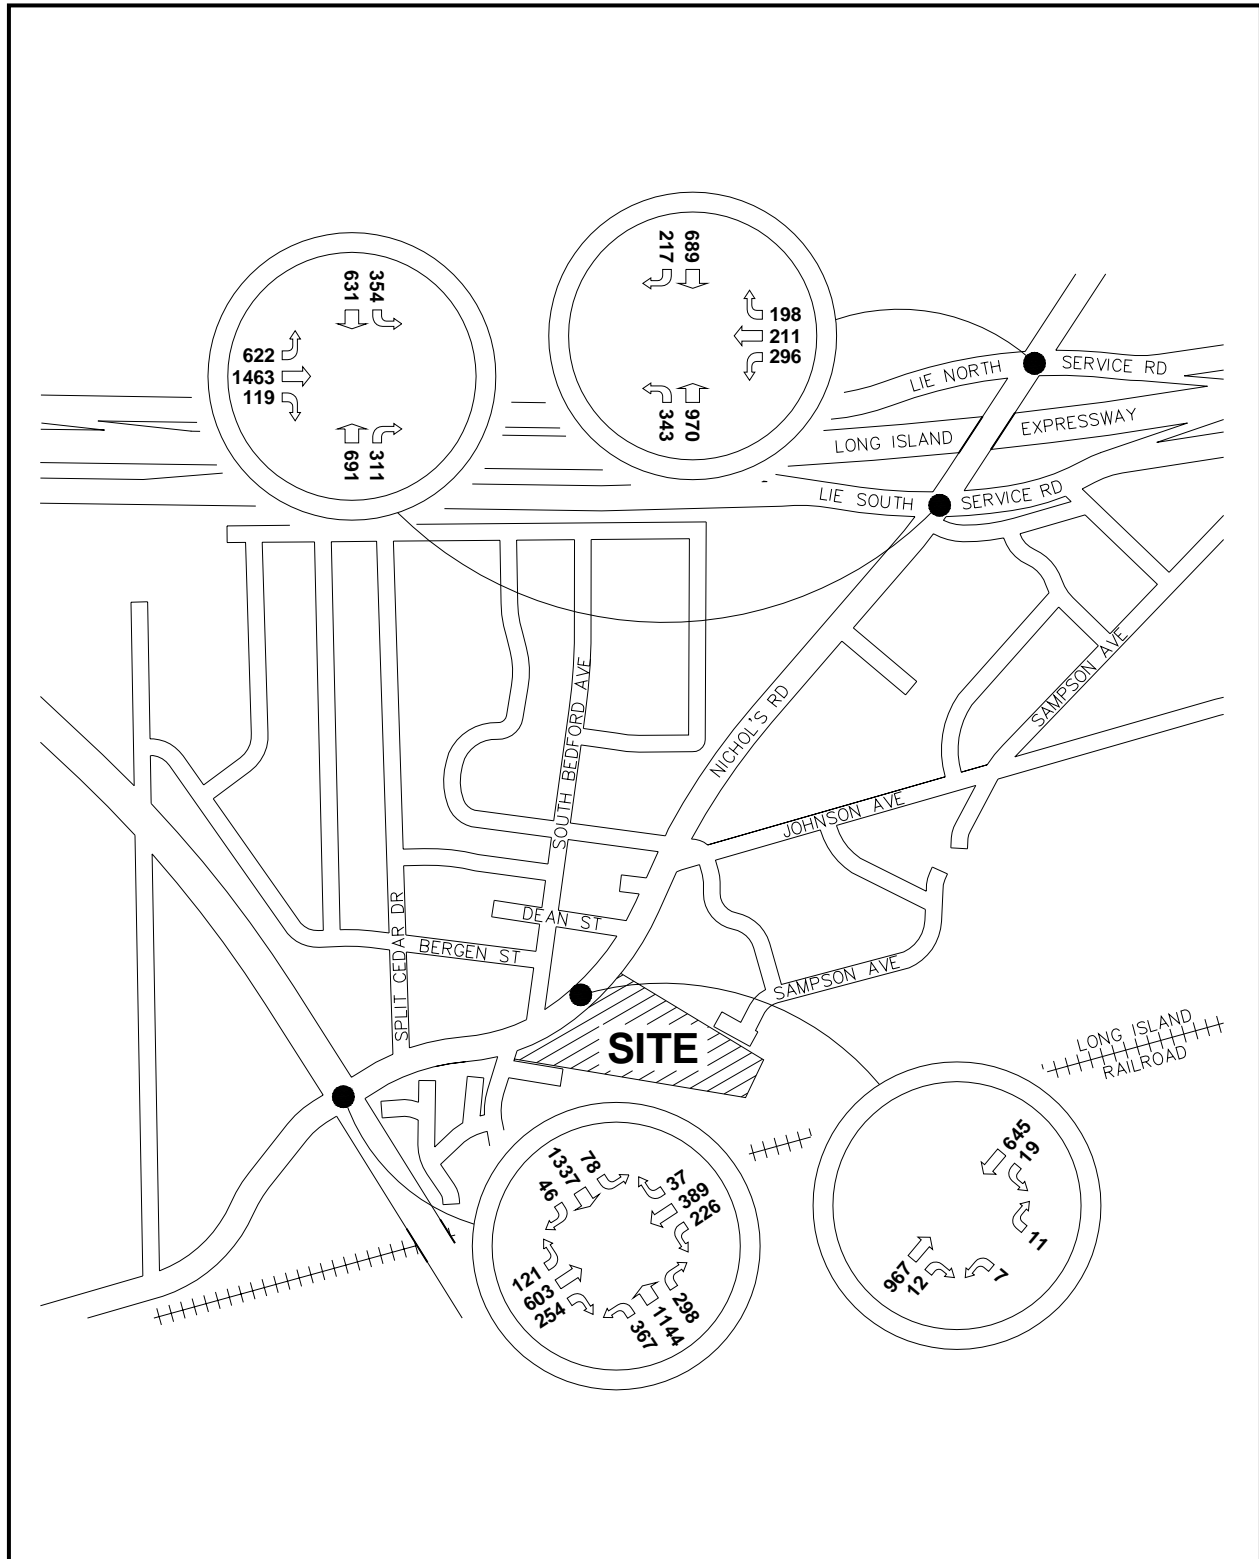 217
689
198
211
296
343
970
631
354
622
1463
119
691
311
LIE NORTH
SERVICE RD
LONG ISLAND
EXPRESSWAY
LIE SOUTH
SERVICE RD
SAMPSON AVE
NICHOL'S RD
SOUTH BEDFORD AVE
JOHNSON AVE
DEAN ST
BERGEN ST
SPLIT CEDAR DR
SAMPSON AVE
SITE
LONG ISLAND
RAILROAD
78
1337
46
37
389
226
121
603
254
298
1144
367
645
19
11
967
12
7